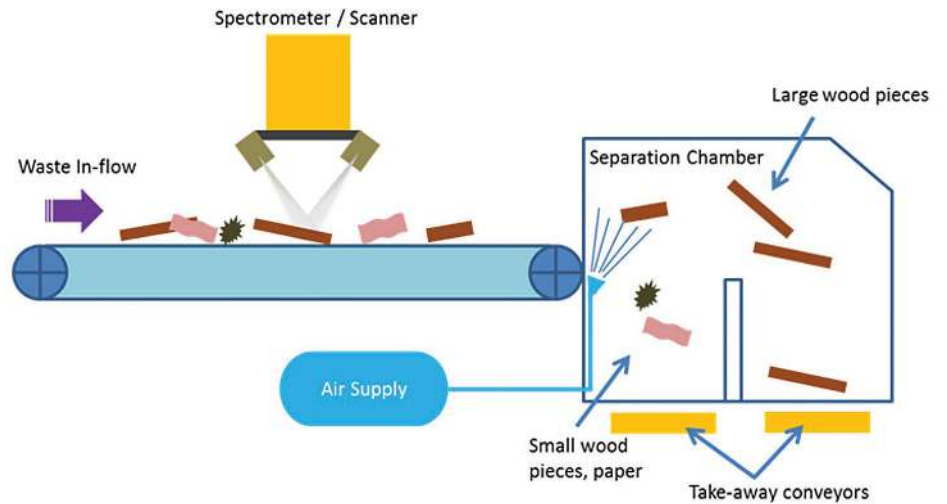 Spectrometer / Scanner
Large wood pieces
Waste In-flow
Separation Chamber
Air Supply
Small wood
pieces, paper
Take-away conveyors